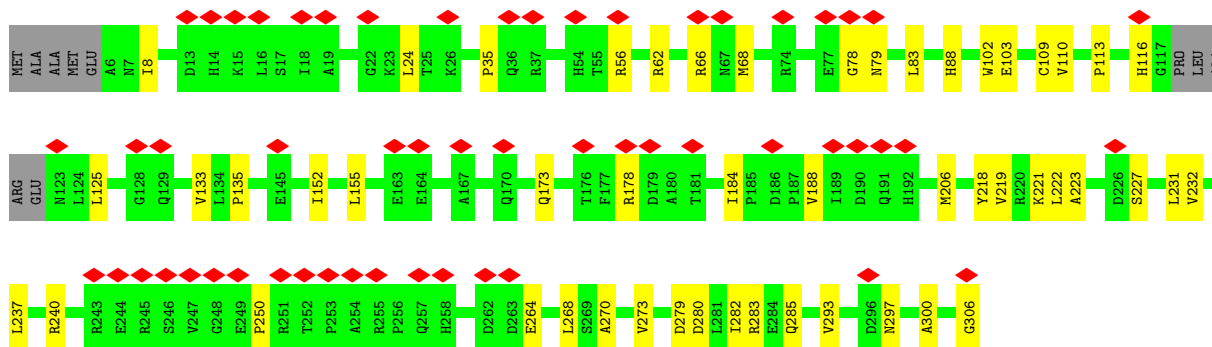 MET ALA ALA MET GLU A6 N7 I8 D13 H14 K15 L16 S17 I18 A19 G22 K23 L24 T25 K26 P35 Q36 R37 H54 T55 R56 R62 R66 N67 M68 R74 E77 G78 N79 L83 H88 W102 E103 C109 V110 P113 H116 G117 PRO LEU
ARG GLU N123 L124 L125 G128 Q129 V133 L134 P135 E145 I152 L155 E163 E164 A167 Q170 Q173 T176 F177 R178 D179 A180 T181 I184 P185 D186 P187 V188 I189 D190 Q191 H192 M206 Y218 V219 R220 K221 L222 A223 D226 S227 L231 V232
L237 R240 R243 E244 R245 S246 V247 G248 E249 P250 R251 T252 P253 A254 R255 P256 Q257 H258 D262 D263 E264 L268 S269 A270 V273 D279 D280 L281 I282 R283 E284 Q285 V293 D296 N297 A300 G306